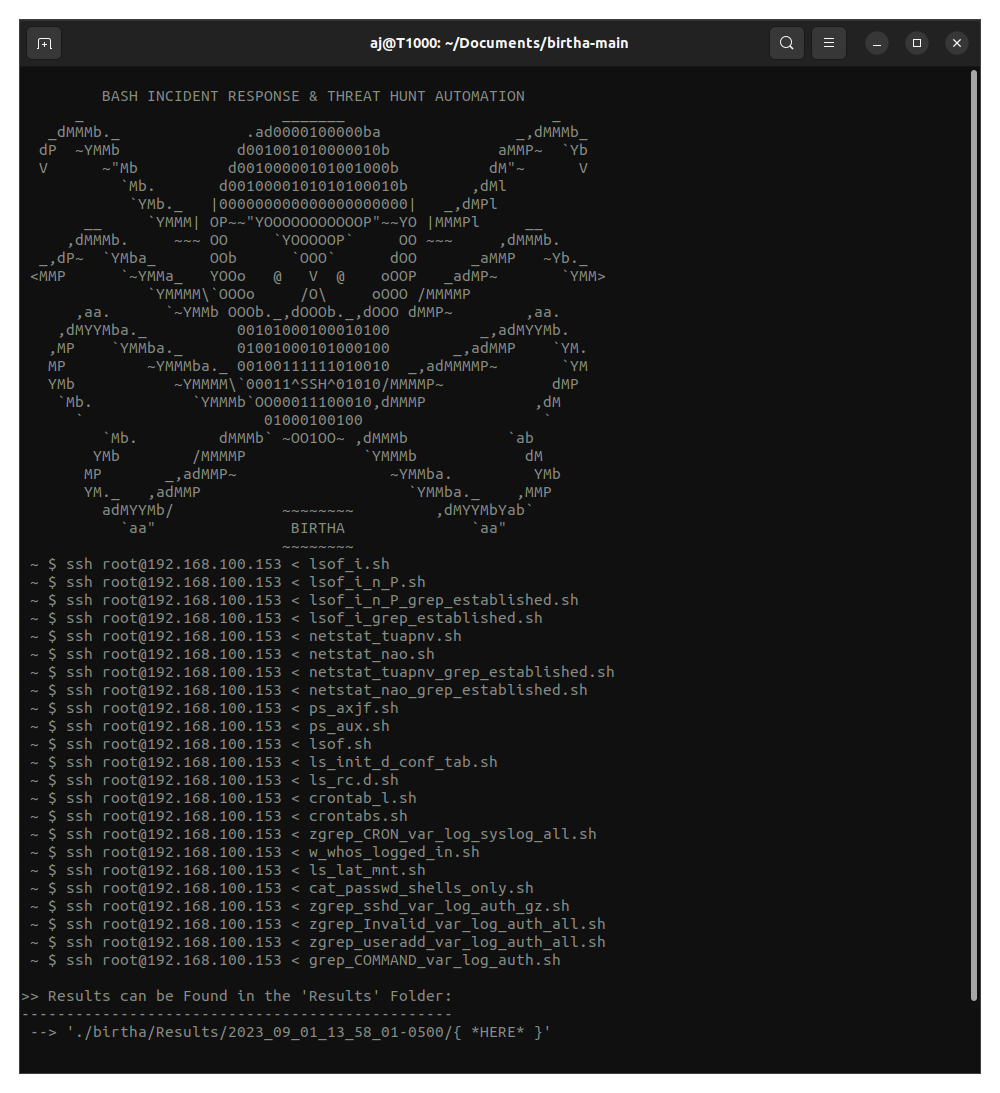 aj@T1000: ~/Documents/birtha-main
BASH INCIDENT RESPONSE & THREAT HUNT AUTOMATION
       _                      _______                       _
   _dMMMb._              .ad0000100000ba               _,dMMMb_
  dP  ~YMMb             d001001010000010b            aMMP~  `Yb
  V      ~"Mb          d00100000101001000b          dM"~      V
           `Mb.       d0010000101010100010b       ,dMl
            `YMb._   |000000000000000000000|   _,dMPl
       __     `YMMM| OP~~"YOOOOOOOOOOOP"~~YO |MMMPl     __
     ,dMMMb.     ~~~ OO     `YOOOOOP`     OO ~~~     ,dMMMb.
  _,dP~  `YMba_      OOb      `OOO`      dOO      _aMMP   ~Yb._
 <MMP      `~YMMa_   YOOo   @   V  @    oOOP   _adMP~       `YMM>
              `YMMMM\`OOOo     /O\     oOOO /MMMMP
      ,aa.      `~YMMb OOOb._,dOOOb._,dOOO dMMP~        ,aa.
    ,dMYYMba._          00101000100010100          _,adMYYMb.
   ,MP    `YMMba._      01001000101000100       _,adMMP    `YM.
   MP         ~YMMMba._ 00100111111010010  _,adMMMMP~       `YM
   YMb           ~YMMMM\`00011^SSH^01010/MMMMP~            dMP
    `Mb.           `YMMMb`OO00011100010,dMMMP            ,dM
      `                    01000100100                    `
         `Mb.         dMMMb` ~OO1OO~ ,dMMMb           `ab
        YMb        /MMMMP             `YMMMb            dM
       MP       _,adMMP~                 ~YMMba.         YMb
       YM._   ,adMMP                       `YMMba._    ,MMP
         adMYYMb/            ~~~~~~~~         ,dMYYMbYab`
           `aa"               BIRTHA              `aa"
                             ~~~~~~~~
~ $ ssh root@192.168.100.153 < lsof_i.sh
~ $ ssh root@192.168.100.153 < lsof_i_n_P.sh
~ $ ssh root@192.168.100.153 < lsof_i_n_P_grep_established.sh
~ $ ssh root@192.168.100.153 < lsof_i_grep_established.sh
~ $ ssh root@192.168.100.153 < netstat_tuapnv.sh
~ $ ssh root@192.168.100.153 < netstat_nao.sh
~ $ ssh root@192.168.100.153 < netstat_tuapnv_grep_established.sh
~ $ ssh root@192.168.100.153 < netstat_nao_grep_established.sh
~ $ ssh root@192.168.100.153 < ps_axjf.sh
~ $ ssh root@192.168.100.153 < ps_aux.sh
~ $ ssh root@192.168.100.153 < lsof.sh
~ $ ssh root@192.168.100.153 < ls_init_d_conf_tab.sh
~ $ ssh root@192.168.100.153 < ls_rc.d.sh
~ $ ssh root@192.168.100.153 < crontab_l.sh
~ $ ssh root@192.168.100.153 < crontabs.sh
~ $ ssh root@192.168.100.153 < zgrep_CRON_var_log_syslog_all.sh
~ $ ssh root@192.168.100.153 < w_whos_logged_in.sh
~ $ ssh root@192.168.100.153 < ls_lat_mnt.sh
~ $ ssh root@192.168.100.153 < cat_passwd_shells_only.sh
~ $ ssh root@192.168.100.153 < zgrep_sshd_var_log_auth_gz.sh
~ $ ssh root@192.168.100.153 < zgrep_Invalid_var_log_auth_all.sh
~ $ ssh root@192.168.100.153 < zgrep_useradd_var_log_auth_all.sh
~ $ ssh root@192.168.100.153 < grep_COMMAND_var_log_auth.sh
>> Results can be Found in the 'Results' Folder:
------------------------------------------------
--> './birtha/Results/2023_09_01_13_58_01-0500/{ *HERE* }'